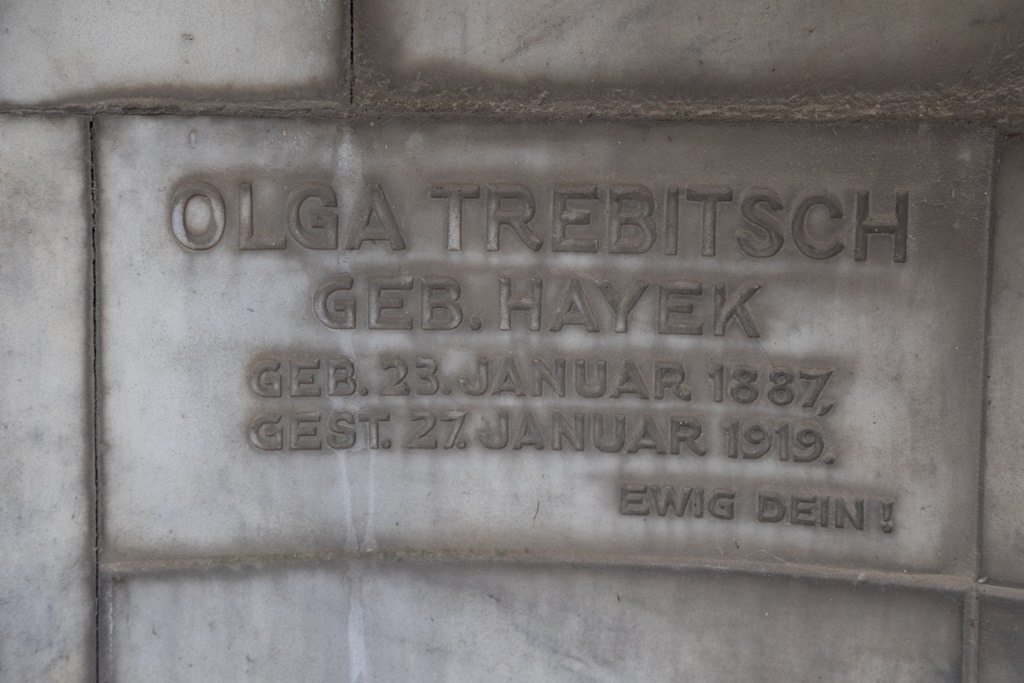 OLGA TREBITSCH
GEB. HAYEK
GEB. 23. JANUAR 1887,
GEST. 27. JANUAR 1919.
EWIG DEIN!